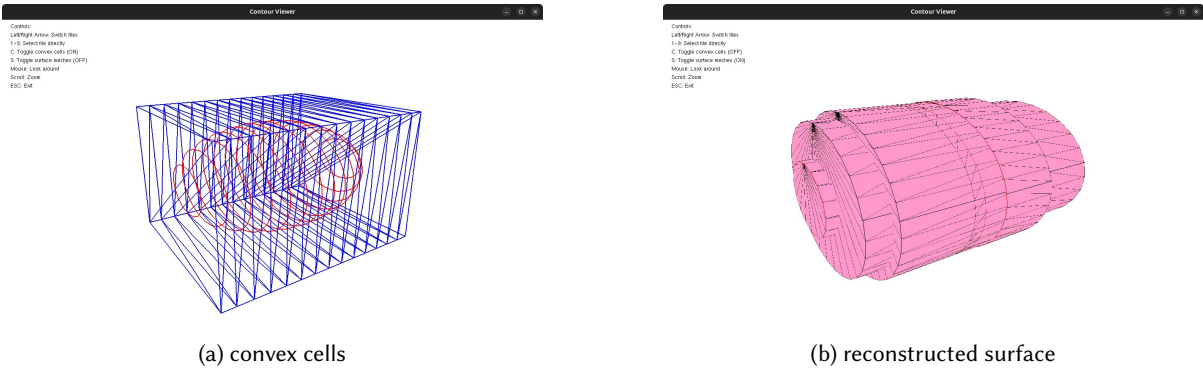 Contour Viewer
Controls:
Left/Right Arrow: Switch files
1-9: Select file directly
C: Toggle convex cells (ON)
S: Toggle surface meshes (OFF)
Mouse: Look around
Scroll: Zoom
ESC: Exit
(a) convex cells
Contour Viewer
Controls:
Left/Right Arrow: Switch files
1-9: Select file directly
C: Toggle convex cells (OFF)
S: Toggle surface meshes (ON)
Mouse: Look around
Scroll: Zoom
ESC: Exit
(b) reconstructed surface